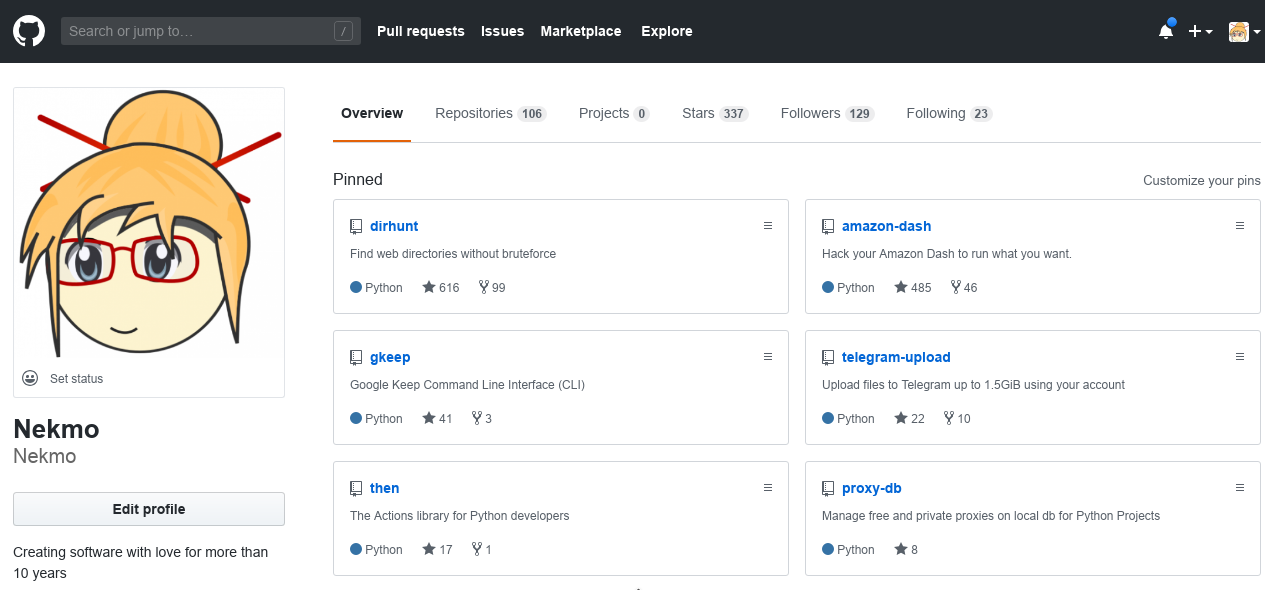 Search or jump to… /
Pull requests Issues Marketplace Explore
Overview Repositories 106 Projects 0 Stars 337 Followers 129 Following 23
Set status
Nekmo
Nekmo
Edit profile
Creating software with love for more than
10 years
Pinned Customize your pins
dirhunt
Find web directories without bruteforce
Python 616 99
amazon-dash
Hack your Amazon Dash to run what you want.
Python 485 46
gkeep
Google Keep Command Line Interface (CLI)
Python 41 3
telegram-upload
Upload files to Telegram up to 1.5GiB using your account
Python 22 10
then
The Actions library for Python developers
Python 17 1
proxy-db
Manage free and private proxies on local db for Python Projects
Python 8